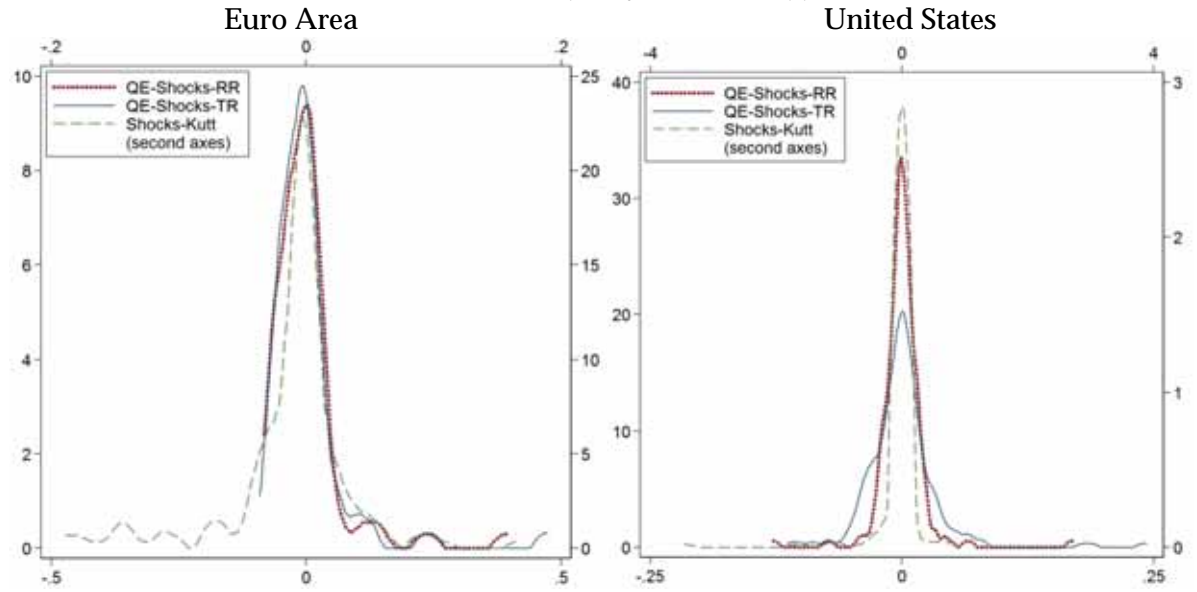 Euro Area
-.2 0 .2
10 25
QE-Shocks-RR
QE-Shocks-TR
Shocks-Kutt
(second axes)
8 20
6 15
4 10
2 5
0 0
-.5 0 .5
United States
-4 0 4
40 3
QE-Shocks-RR
QE-Shocks-TR
Shocks-Kutt
(second axes)
30
2
20
10 1
0 0
-.25 0 .25